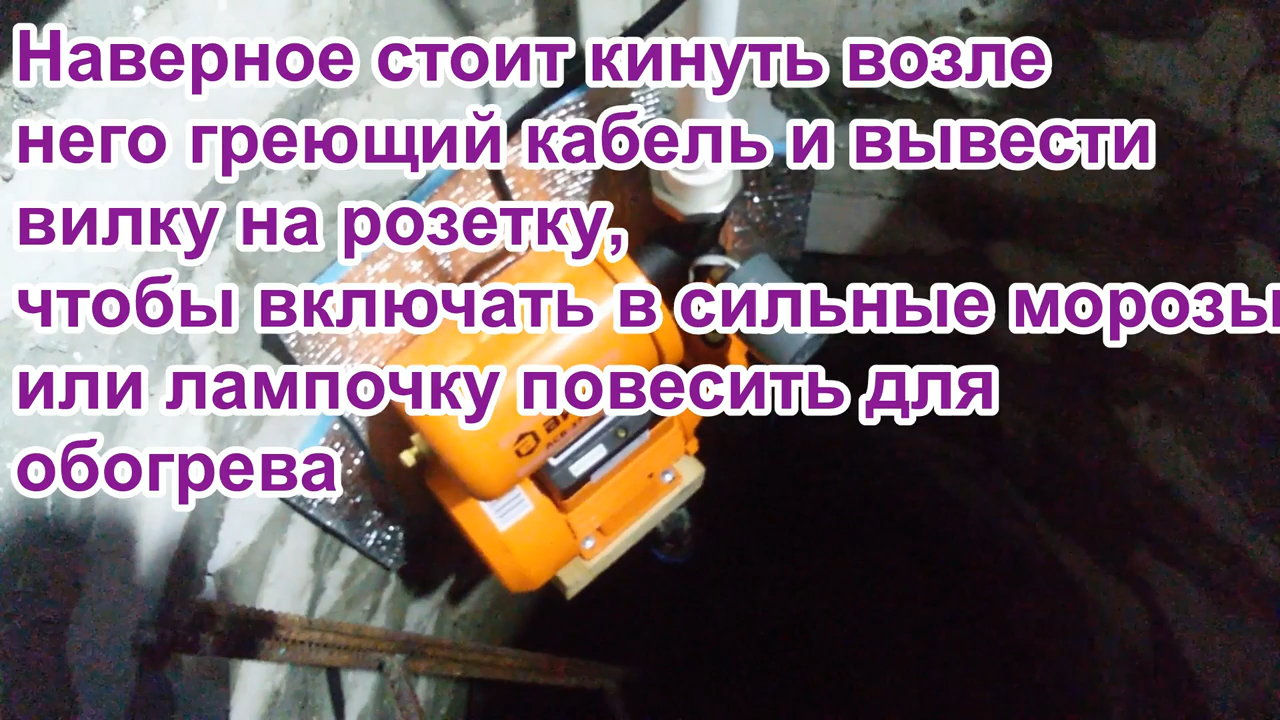 Наверное стоит кинуть возле
него греющий кабель и вывести
вилку на розетку,
чтобы включать в сильные морозы
или лампочку повесить для
обогрева